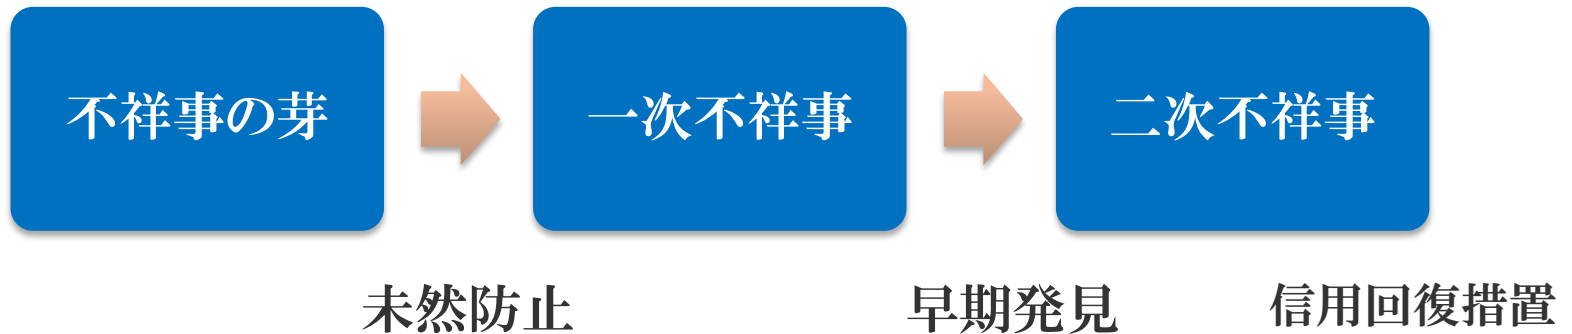 不祥事の芽
一次不祥事
二次不祥事
未然防止
早期発見
信用回復措置